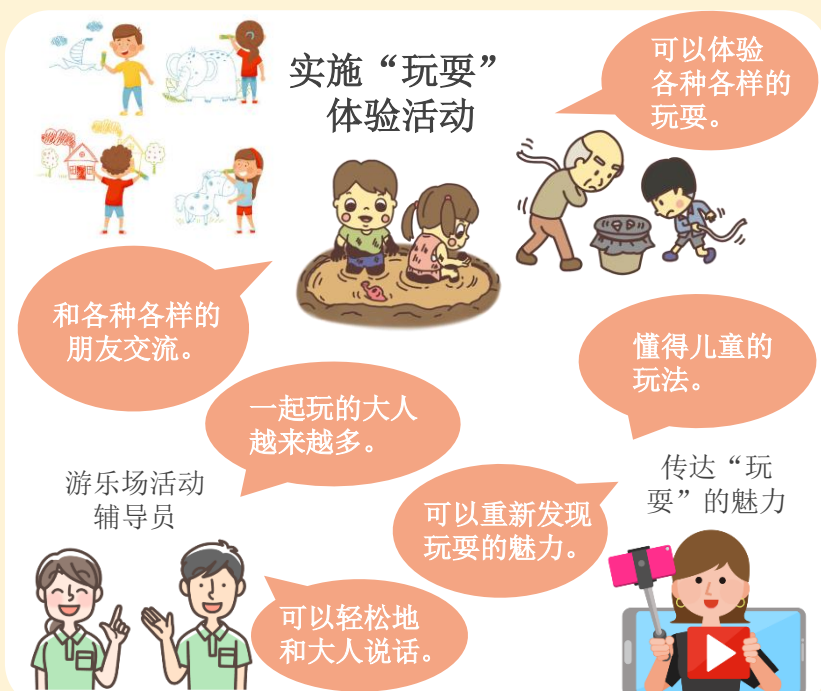 实施“玩耍”
体验活动
可以体验
各种各样的
玩耍。
和各种各样的
朋友交流。
懂得儿童的
玩法。
一起玩的大人
越来越多。
游乐场活动
辅导员
传达“玩
耍”的魅力
可以重新发现
玩耍的魅力。
可以轻松地
和大人说话。